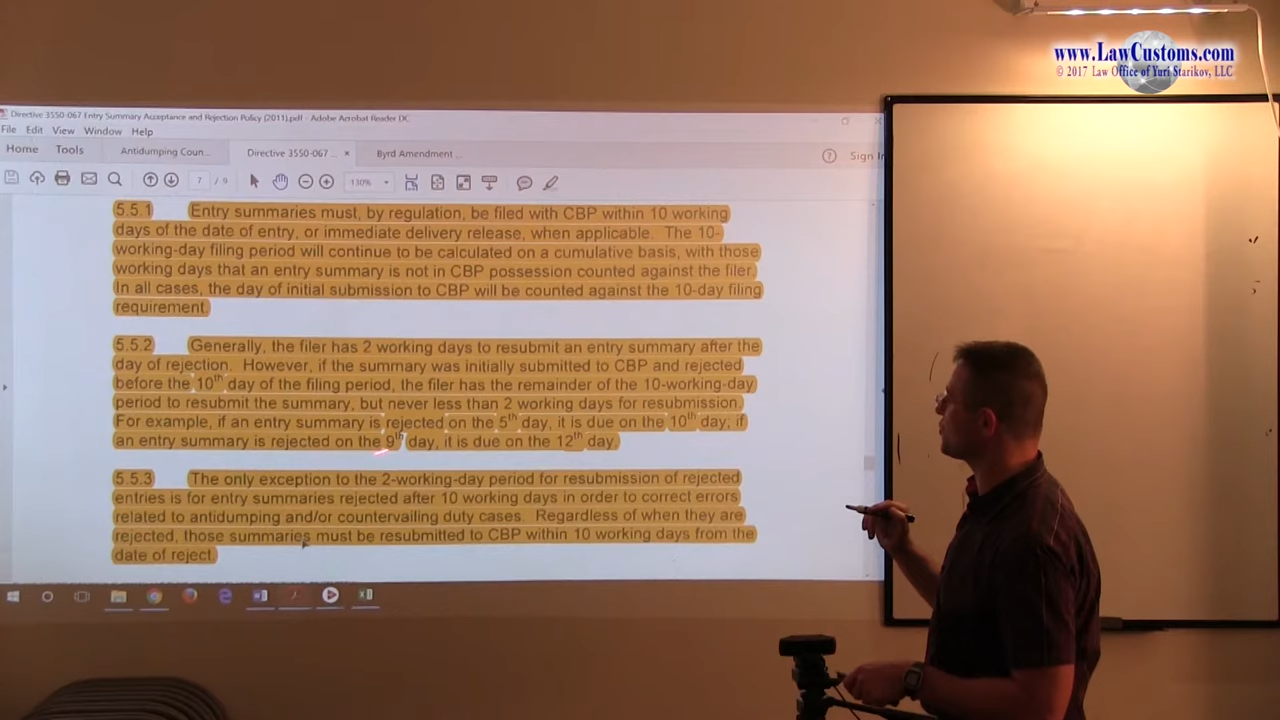 www.LawCustoms.com
© 2017 Law Office of Yuri Starikov, LLC
Directive 3550-067 Entry Summary Acceptance and Rejection Policy (2011).pdf - Adobe Acrobat Reader DC
File Edit View Window Help
Home Tools Antidumping Coun... Directive 3550-067 ... × Byrd Amendment ... Sign In
7 / 9 130%
5.5.1 Entry summaries must, by regulation, be filed with CBP within 10 working
days of the date of entry, or immediate delivery release, when applicable. The 10-
working-day filing period will continue to be calculated on a cumulative basis, with those
working days that an entry summary is not in CBP possession counted against the filer.
In all cases, the day of initial submission to CBP will be counted against the 10-day filing
requirement.
5.5.2 Generally, the filer has 2 working days to resubmit an entry summary after the
day of rejection. However, if the summary was initially submitted to CBP and rejected
before the 10th day of the filing period, the filer has the remainder of the 10-working-day
period to resubmit the summary, but never less than 2 working days for resubmission.
For example, if an entry summary is rejected on the 5th day, it is due on the 10th day; if
an entry summary is rejected on the 9th day, it is due on the 12th day.
5.5.3 The only exception to the 2-working-day period for resubmission of rejected
entries is for entry summaries rejected after 10 working days in order to correct errors
related to antidumping and/or countervailing duty cases. Regardless of when they are
rejected, those summaries must be resubmitted to CBP within 10 working days from the
date of reject.